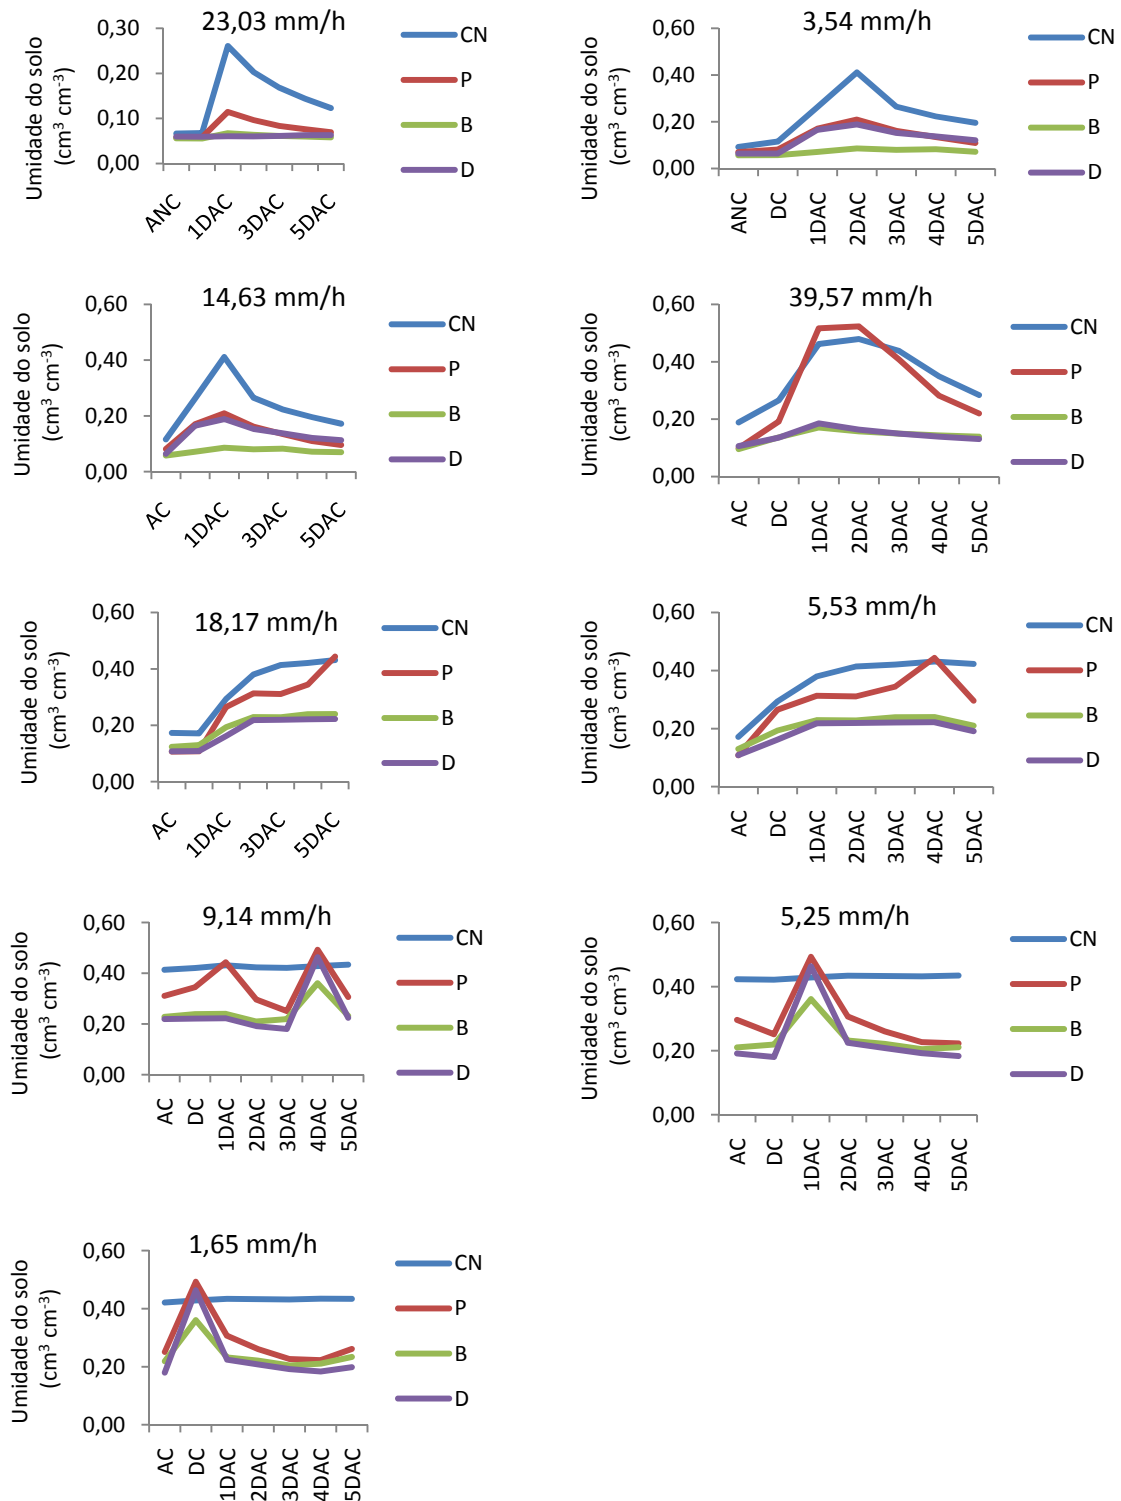 23,03 mm/h
Umidade do solo
(cm³ cm⁻³)
0,30
0,20
0,10
0,00
ANC
1DAC
3DAC
5DAC
CN
P
B
D
3,54 mm/h
Umidade do solo
(cm³ cm⁻³)
0,60
0,40
0,20
0,00
ANC
DC
1DAC
2DAC
3DAC
4DAC
5DAC
CN
P
B
D
14,63 mm/h
Umidade do solo
(cm³ cm⁻³)
0,60
0,40
0,20
0,00
AC
1DAC
3DAC
5DAC
CN
P
B
D
39,57 mm/h
Umidade do solo
(cm³ cm⁻³)
0,60
0,40
0,20
0,00
AC
DC
1DAC
2DAC
3DAC
4DAC
5DAC
CN
P
B
D
18,17 mm/h
Umidade do solo
(cm³ cm⁻³)
0,60
0,40
0,20
0,00
AC
1DAC
3DAC
5DAC
CN
P
B
D
5,53 mm/h
Umidade do solo
(cm³ cm⁻³)
0,60
0,40
0,20
0,00
AC
DC
1DAC
2DAC
3DAC
4DAC
5DAC
CN
P
B
D
9,14 mm/h
Umidade do solo
(cm³ cm⁻³)
0,60
0,40
0,20
0,00
AC
DC
1DAC
2DAC
3DAC
4DAC
5DAC
CN
P
B
D
5,25 mm/h
Umidade do solo
(cm³ cm⁻³)
0,60
0,40
0,20
0,00
AC
DC
1DAC
2DAC
3DAC
4DAC
5DAC
CN
P
B
D
1,65 mm/h
Umidade do solo
(cm³ cm⁻³)
0,60
0,40
0,20
0,00
AC
DC
1DAC
2DAC
3DAC
4DAC
5DAC
CN
P
B
D